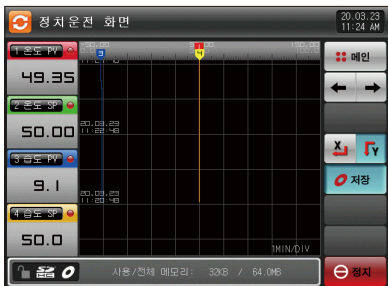 정치운전 화면
20.03.23
11:24 AM
1 온도 PV
49.35
2 온도 SP
50.00
3 습도 PV
9.1
4 습도 SP
50.0
3
4
20.03.23
11:22:48
20.03.23
11:20:48
1MIN/DIV
메인
X
Y
저장
사용/전체 메모리: 32KB / 64.0MB
정지